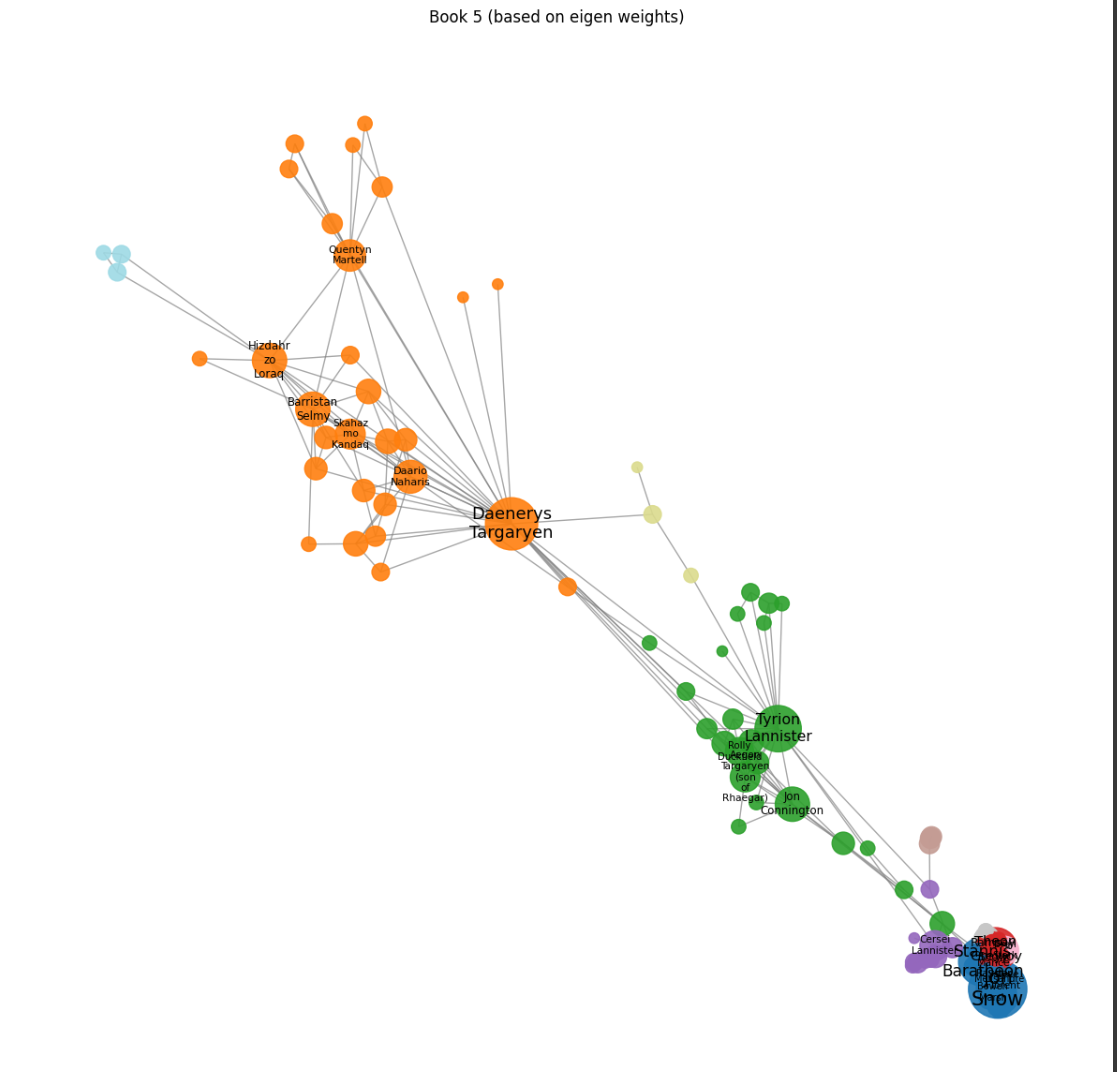 Book 5 (based on eigen weights)
Quentyn
Martell
Hizdahr
zo
Loraq
Barristan
Selmy
Skahaz
mo
Kandaq
Daario
Naharis
Daenerys
Targaryen
Tyrion
Lannister
Rolly
Duckfield
Aegon
Targaryen
(son
of
Rhaegar)
Jon
Connington
Cersei
Lannister
Theon
Stannis
Baratheon
Jon
Snow